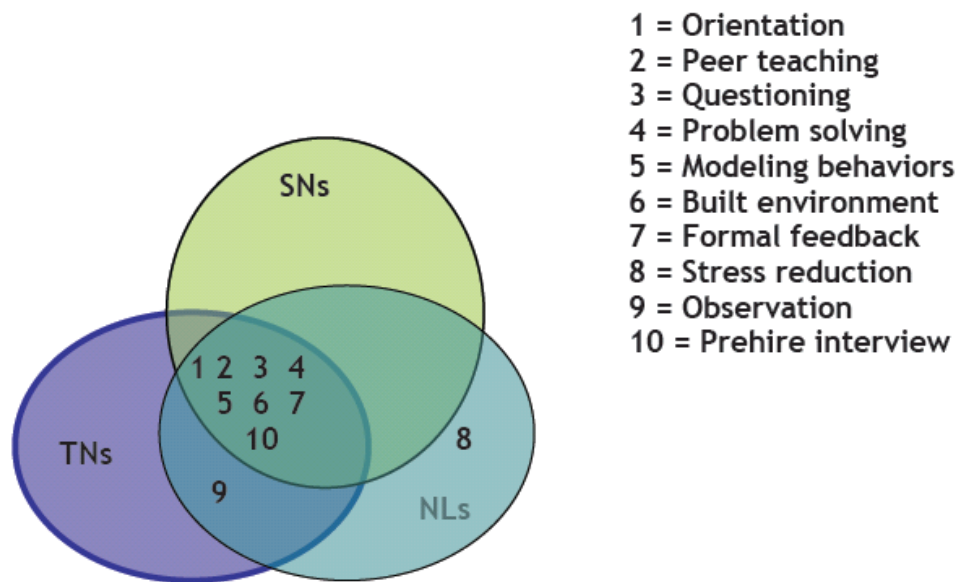 1 = Orientation
2 = Peer teaching
3 = Questioning
4 = Problem solving
5 = Modeling behaviors
6 = Built environment
7 = Formal feedback
8 = Stress reduction
9 = Observation
10 = Prehire interview
SNs
1 2 3 4
5 6 7
10
8
TNs
9
NLs